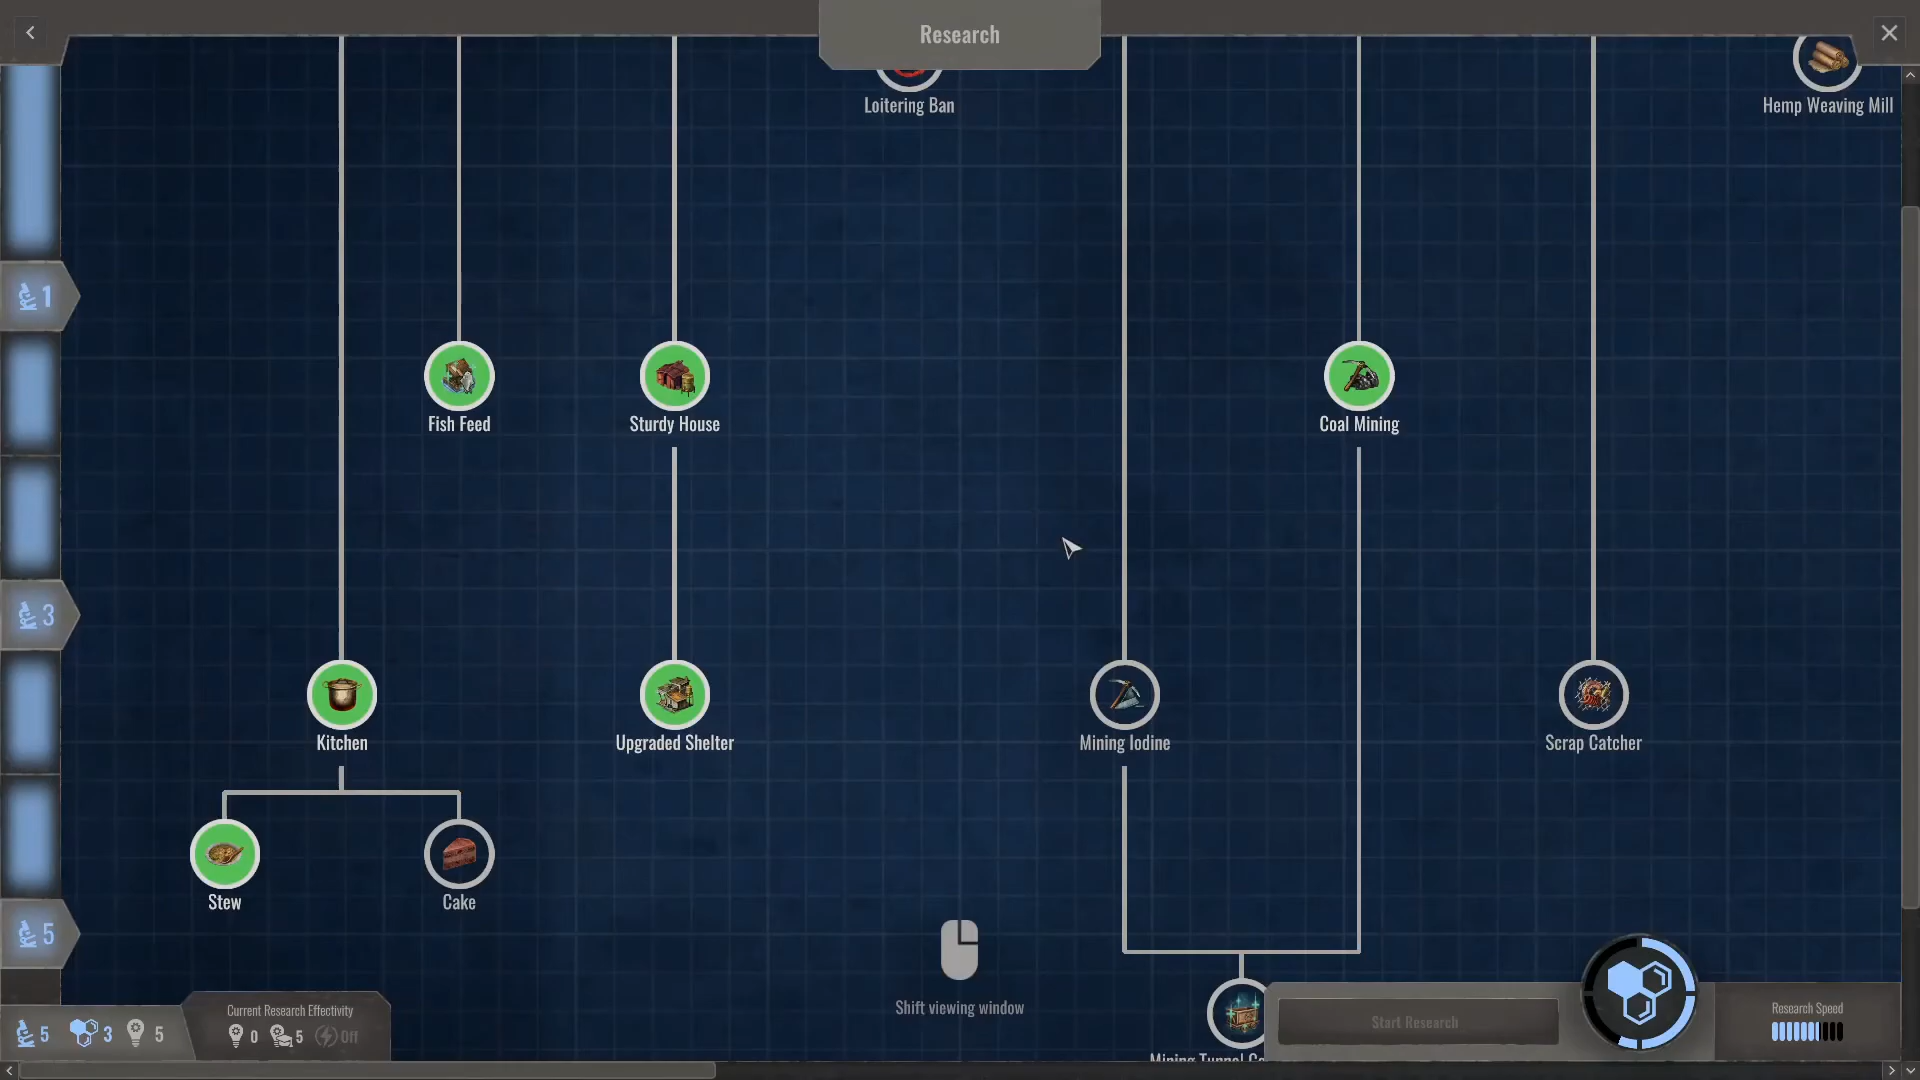 Research
Loitering Ban
Hemp Weaving Mill
1
Fish Feed
Sturdy House
Coal Mining
3
Kitchen
Upgraded Shelter
Mining Iodine
Scrap Catcher
Stew
Cake
5
Shift viewing window
Current Research Effectivity
5
3
5
0
5
Off
Start Research
Research Speed
Mining Tunnel